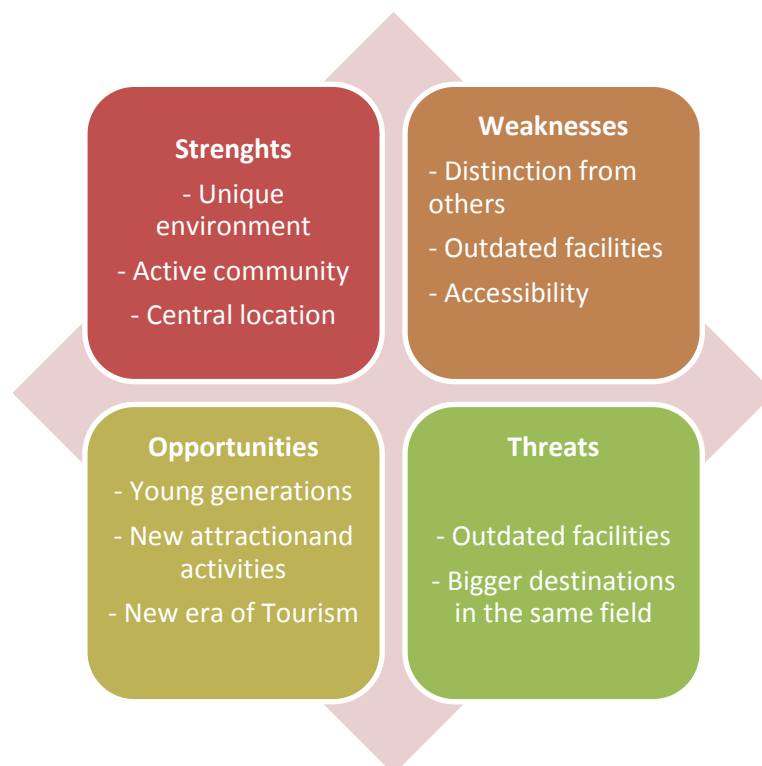 Strenghts
- Unique
environment
- Active community
- Central location
Weaknesses
- Distinction from
others
- Outdated facilities
- Accessibility
Opportunities
- Young generations
- New attractionand
activities
- New era of Tourism
Threats
- Outdated facilities
- Bigger destinations
in the same field